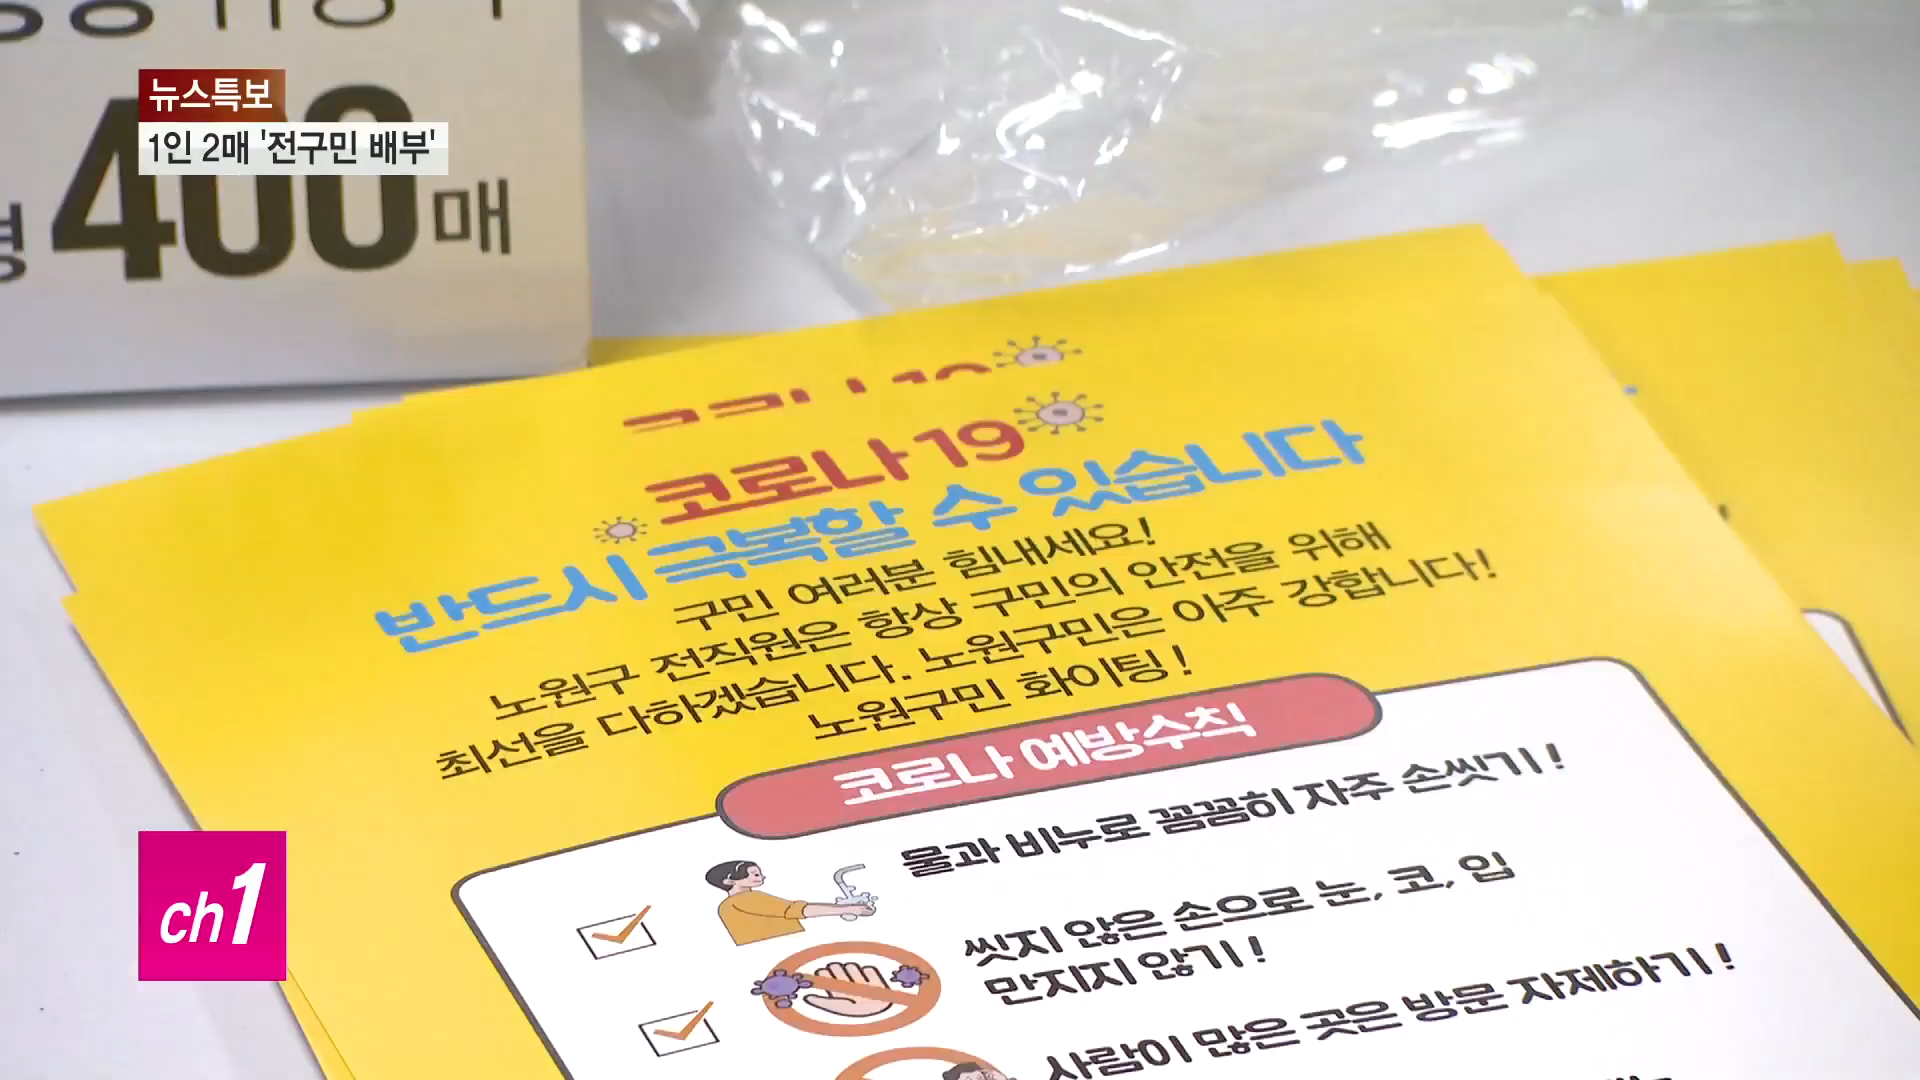 뉴스특보
1인 2매 '전구민 배부'
400매
코로나19
반드시 극복할 수 있습니다
구민 여러분 힘내세요!
노원구 전직원은 항상 구민의 안전을 위해
최선을 다하겠습니다. 노원구민은 아주 강합니다!
노원구민 화이팅!
코로나 예방수칙
물과 비누로 꼼꼼히 자주 손씻기!
씻지 않은 손으로 눈, 코, 입
만지지 않기!
사람이 많은 곳은 방문 자제하기!
ch1